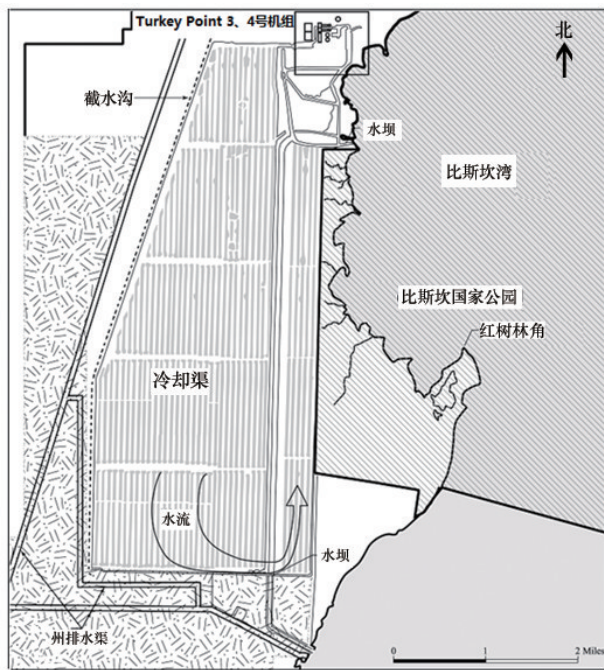 Turkey Point 3、4号机组
北
截水沟
水坝
比斯坎湾
比斯坎国家公园
红树林角
冷却渠
水流
水坝
州排水渠
0 1 2 Miles